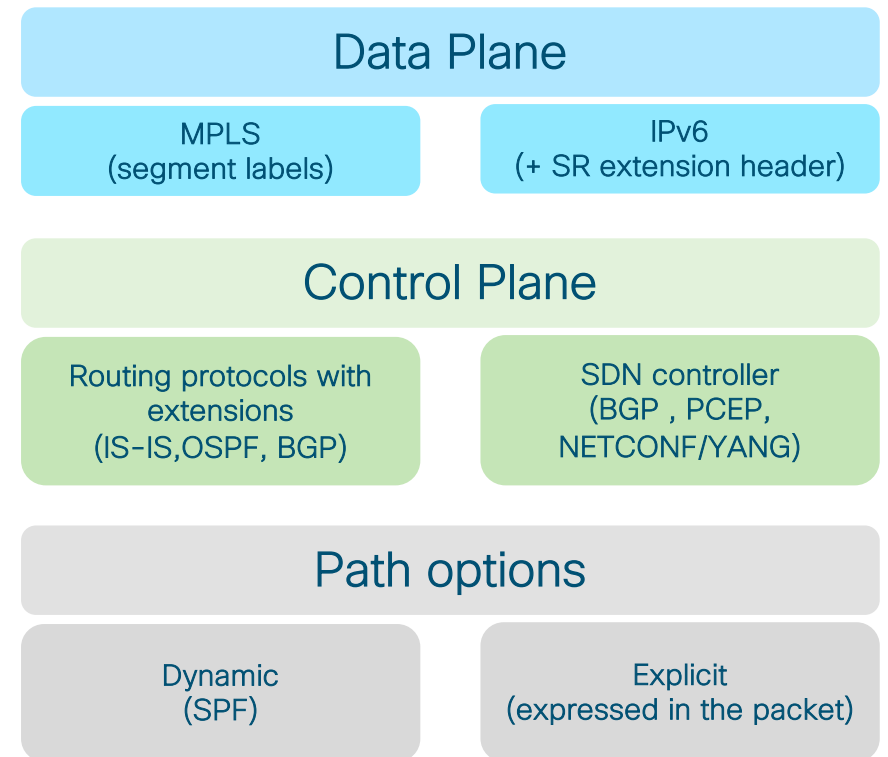 Data Plane
MPLS
(segment labels)
IPv6
(+ SR extension header)
Control Plane
Routing protocols with
extensions
(IS-IS,OSPF, BGP)
SDN controller
(BGP , PCEP,
NETCONF/YANG)
Path options
Dynamic
(SPF)
Explicit
(expressed in the packet)